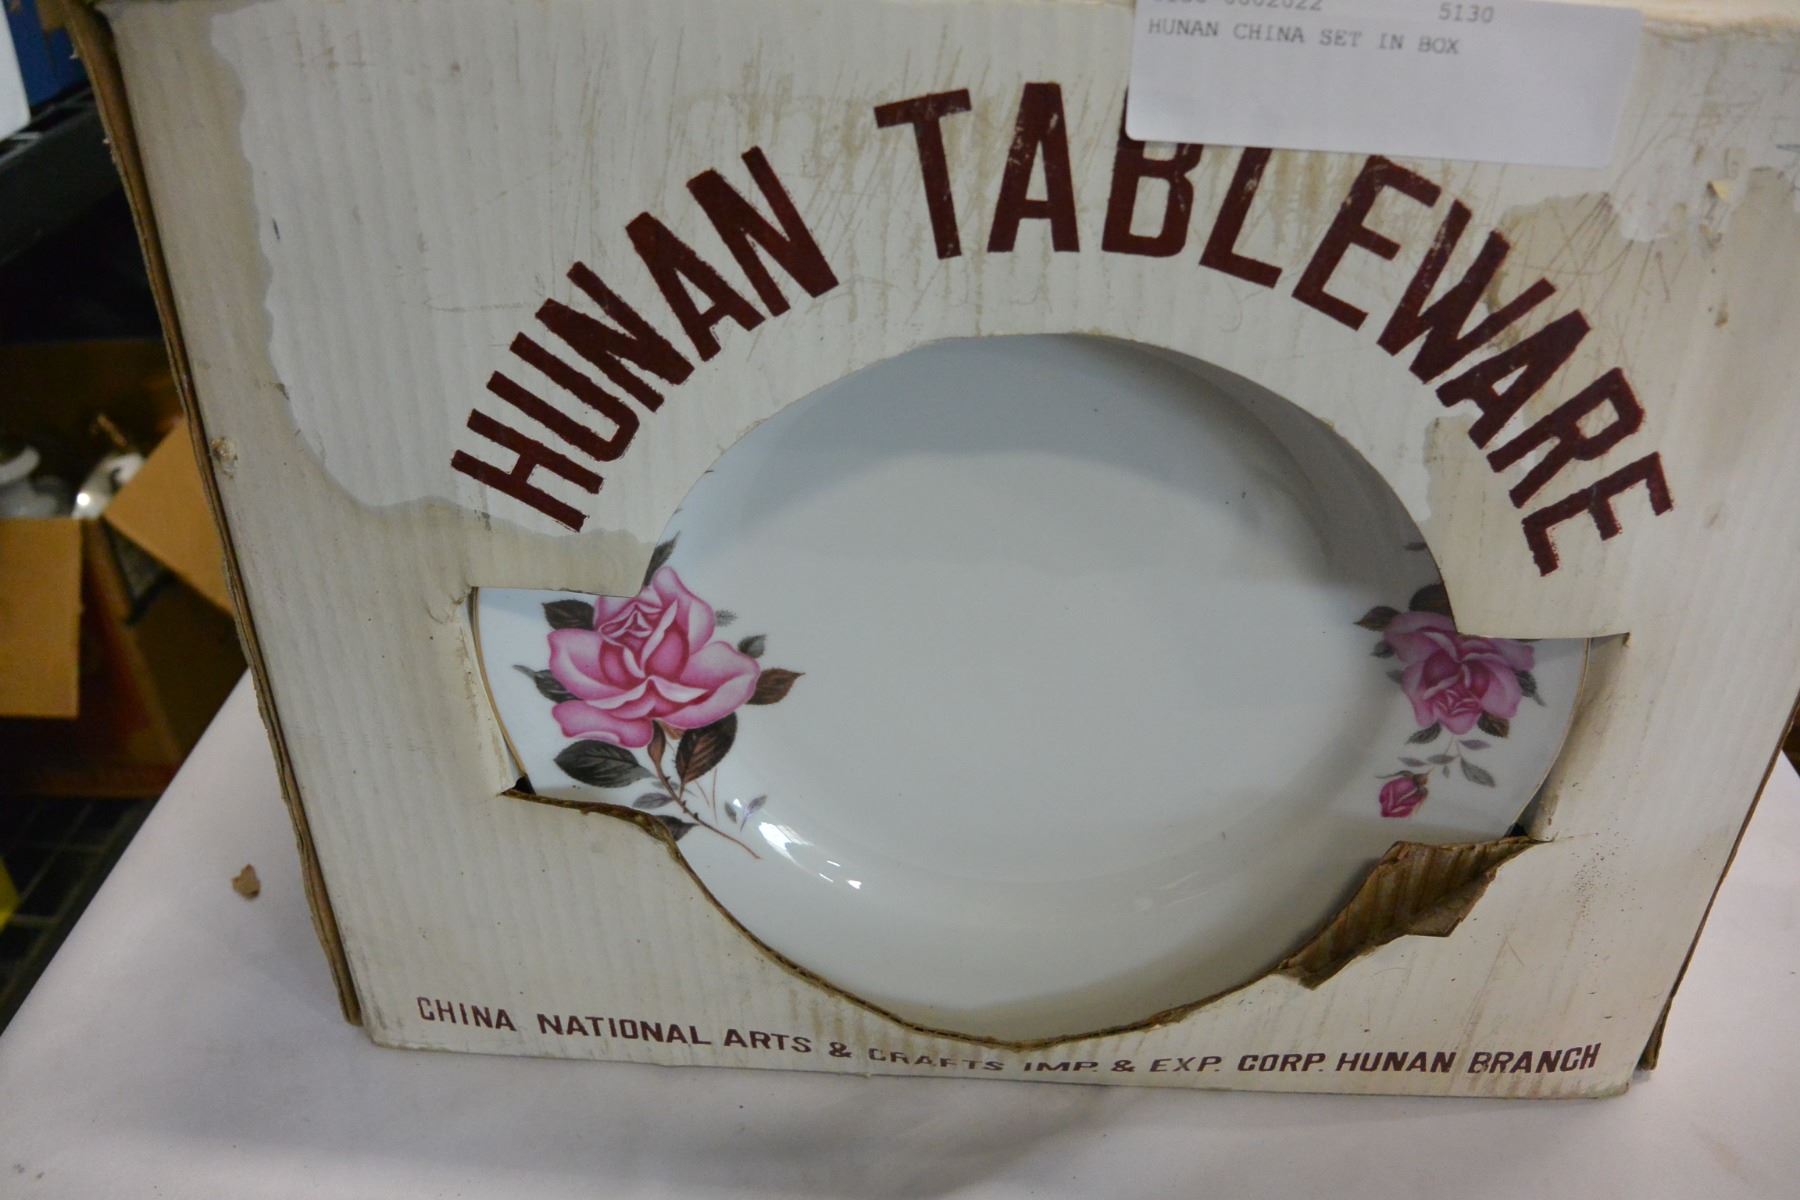 5130
HUNAN CHINA SET IN BOX
HUNAN TABLEWARE
CHINA NATIONAL ARTS & CRAFTS IMP. & EXP. CORP. HUNAN BRANCH